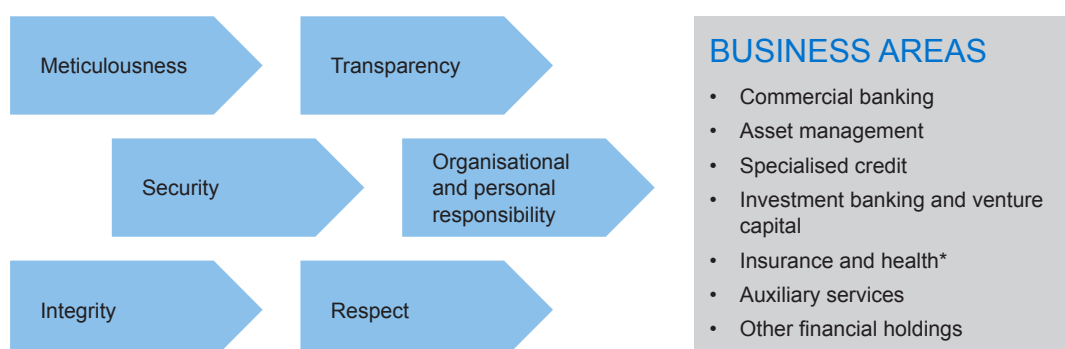 Meticulousness
Transparency
Security
Organisational
and personal
responsibility
Integrity
Respect
BUSINESS AREAS
• Commercial banking
• Asset management
• Specialised credit
• Investment banking and venture
capital
• Insurance and health*
• Auxiliary services
• Other financial holdings